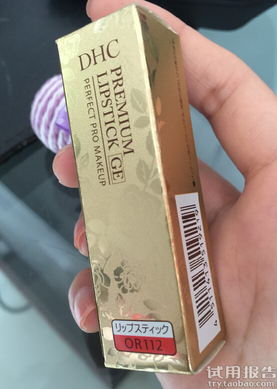 DHC
PREMIUM
LIPSTICK [GE]
PERFECT PRO MAKEUP
リップスティック
OR112
试用报告
try.taobao.com